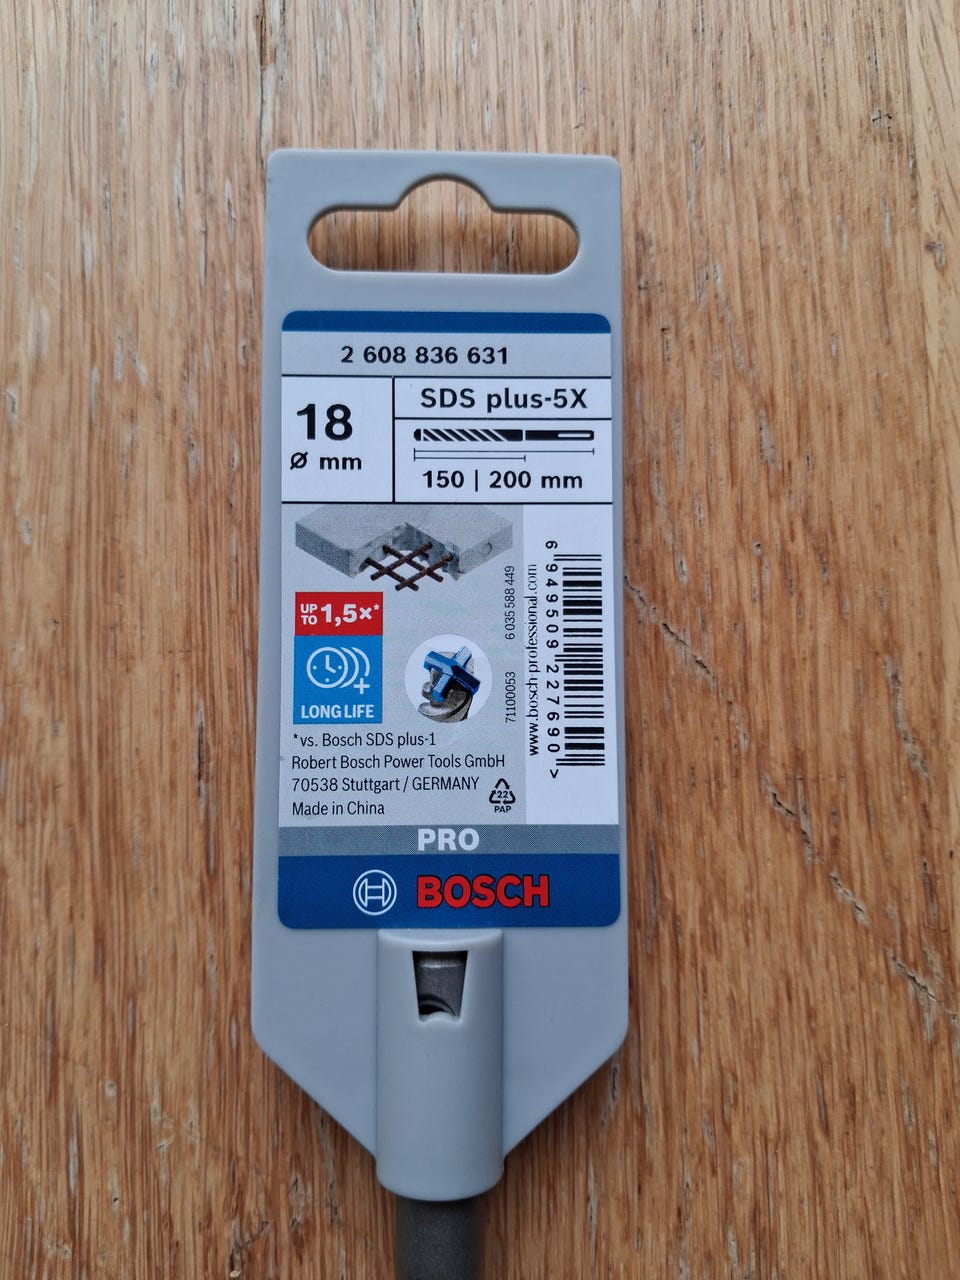 2 608 836 631
18
Ø mm
SDS plus-5X
150 | 200 mm
UP TO 1,5x*
LONG LIFE
*vs. Bosch SDS plus-1
Robert Bosch Power Tools GmbH
70538 Stuttgart / GERMANY
Made in China
22
PAP
71100053 6 035 588 449
www.bosch-professional.com
6 949509 227690 >
PRO
BOSCH